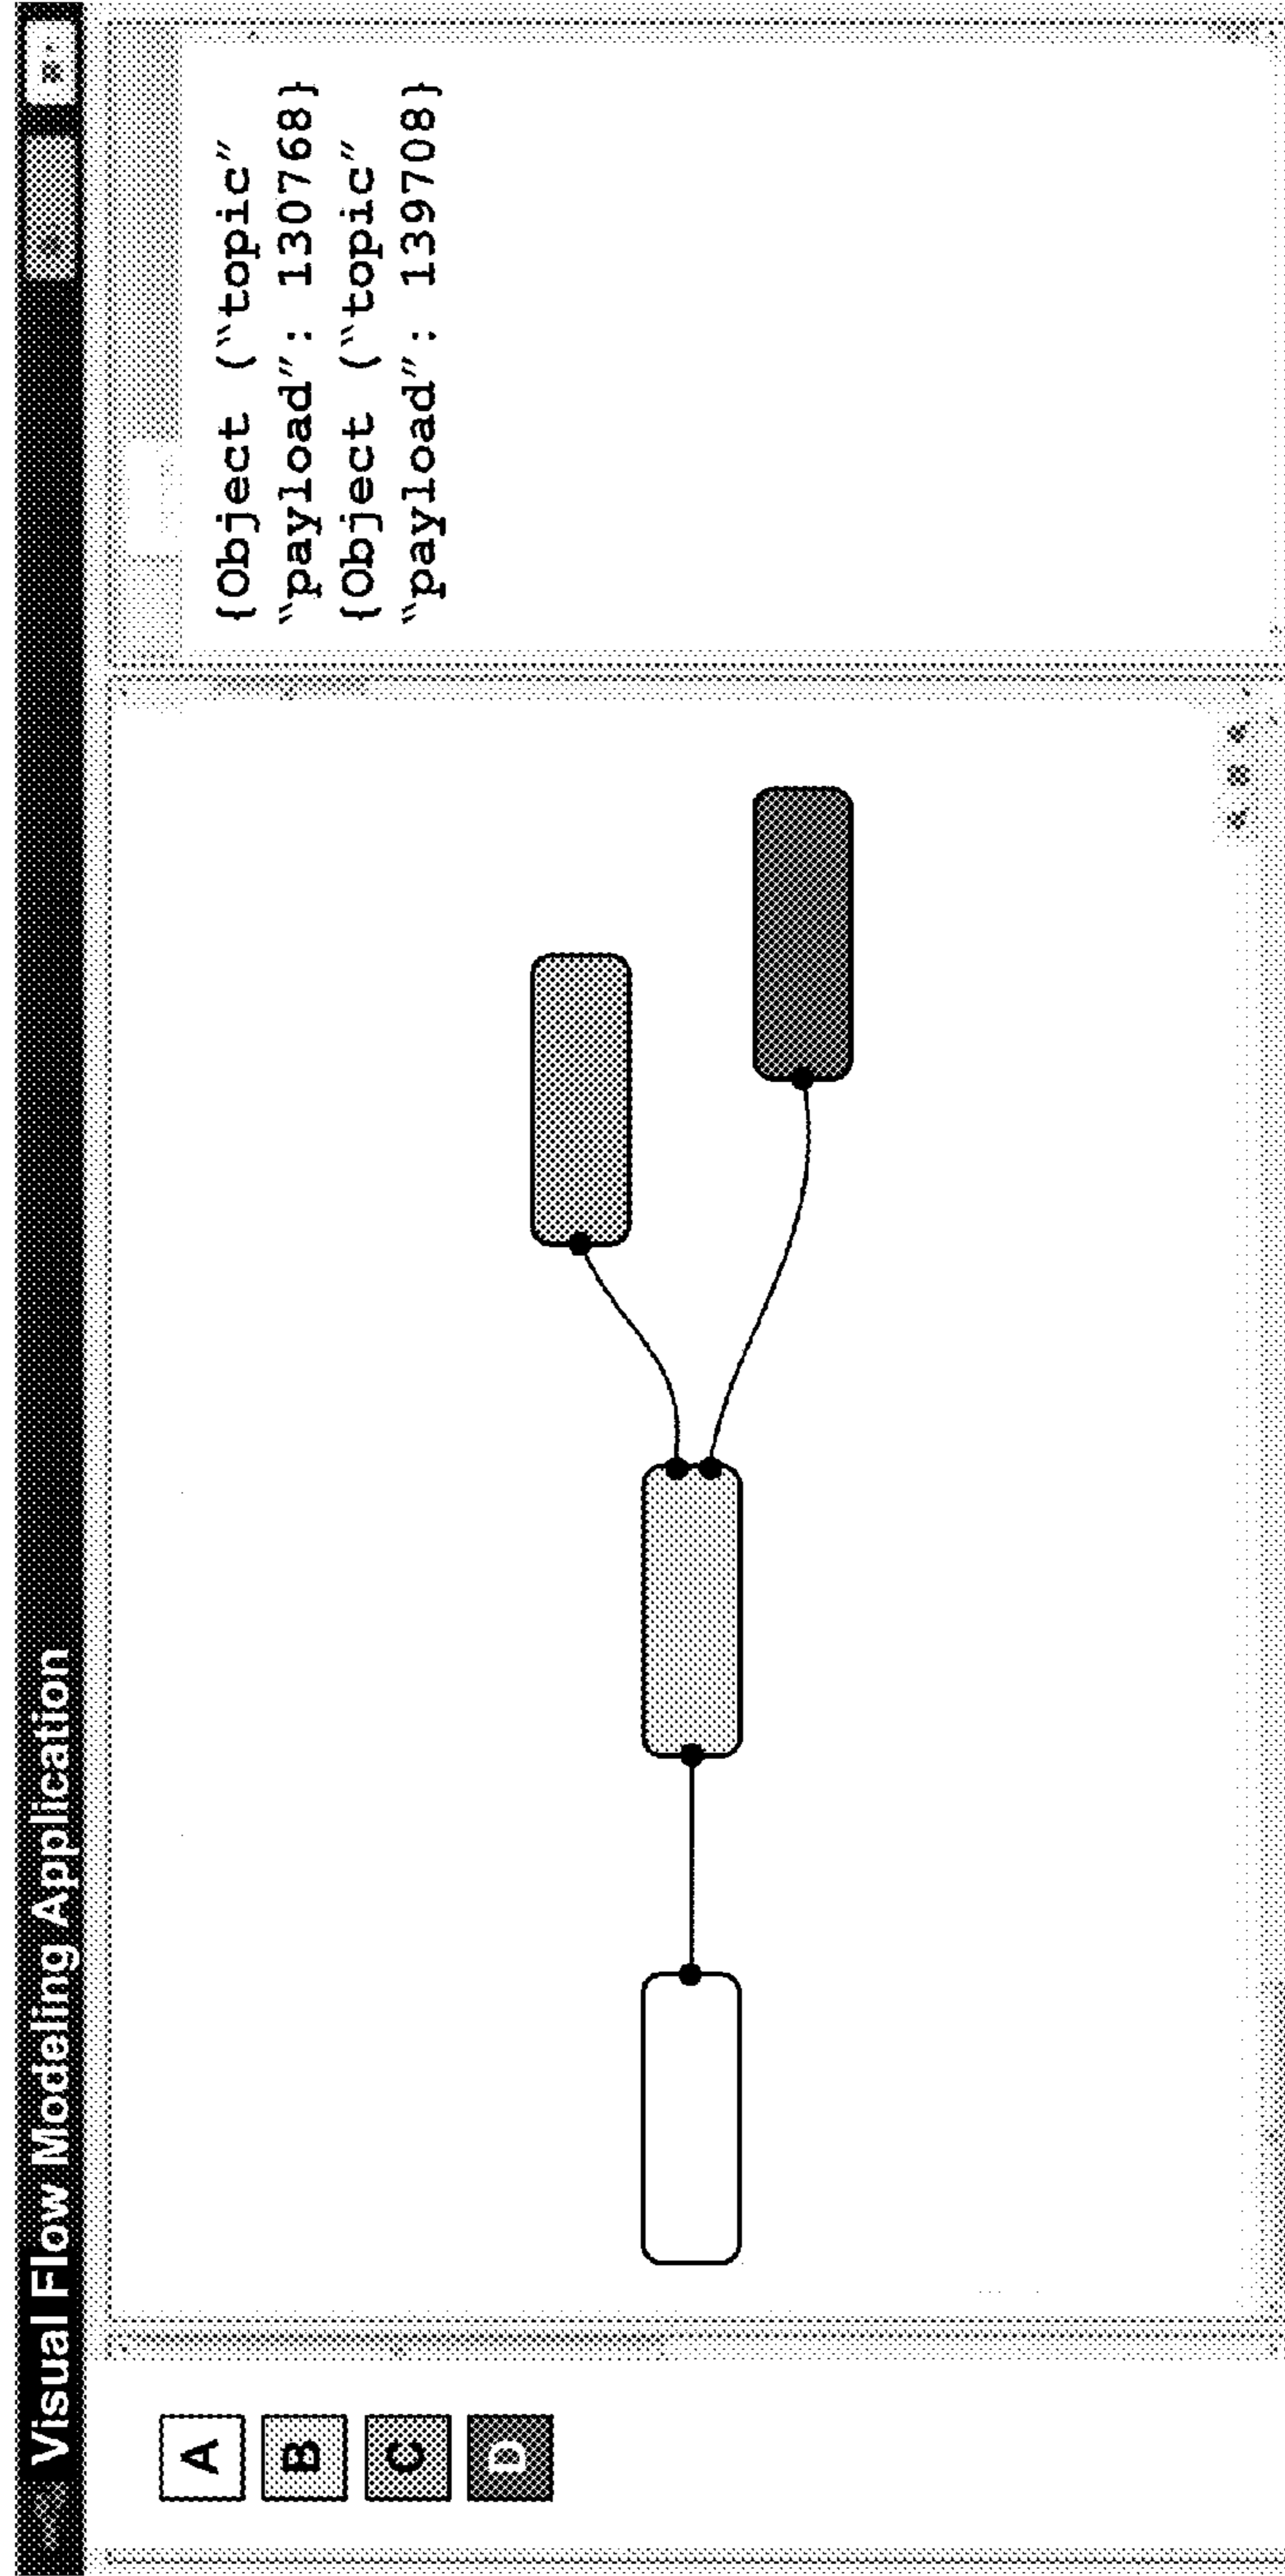 Visual Flow Modeling Application
A
B
C
D
{Object (“topic”
“payload”: 130768}
{Object (“topic”
“payload”: 139708}